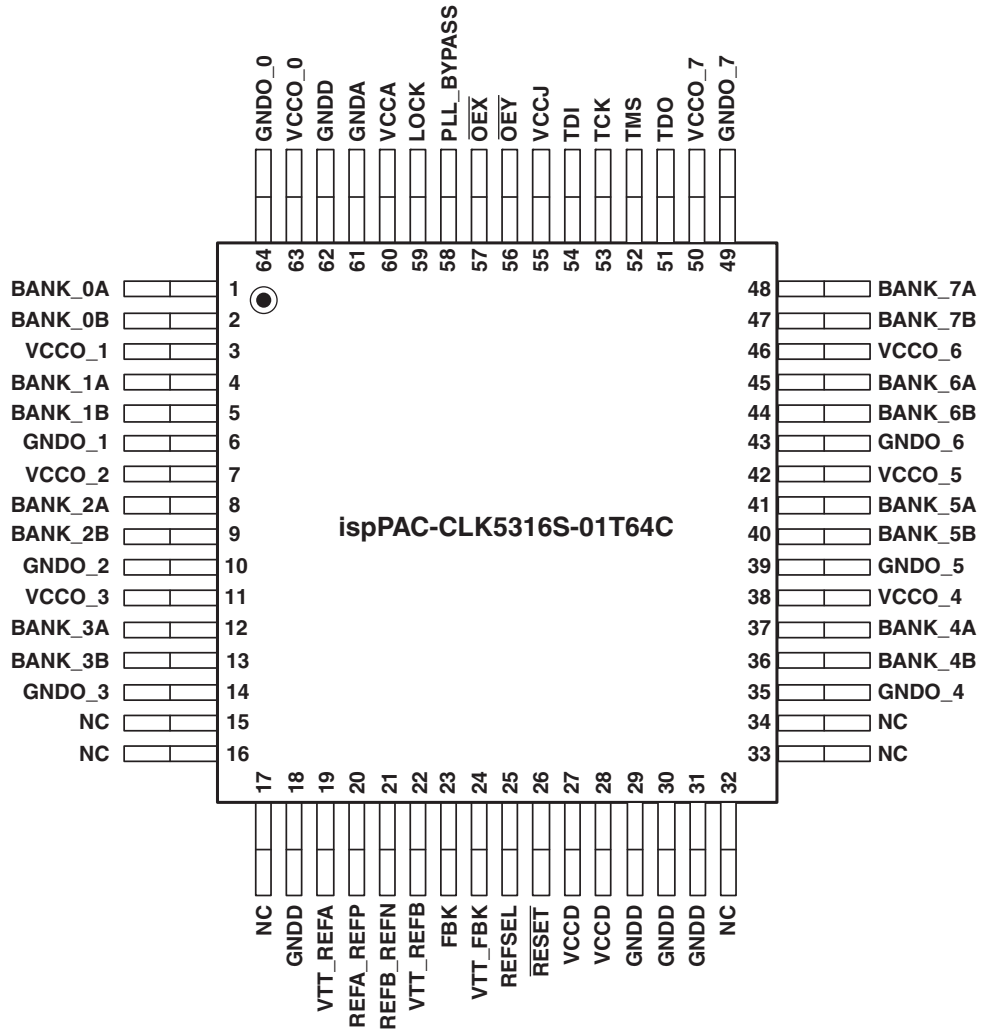 GNDO_0
VCCO_0
GNDD
GNDA
VCCA
LOCK
PLL_BYPASS
OEX
OEY
VCCJ
TDI
TCK
TMS
TDO
VCCO_7
GNDO_7
64
63
62
61
60
59
58
57
56
55
54
53
52
51
50
49
BANK_0A 1
BANK_0B 2
VCCO_1 3
BANK_1A 4
BANK_1B 5
GNDO_1 6
VCCO_2 7
BANK_2A 8
BANK_2B 9
GNDO_2 10
VCCO_3 11
BANK_3A 12
BANK_3B 13
GNDO_3 14
NC 15
NC 16
ispPAC-CLK5316S-01T64C
48 BANK_7A
47 BANK_7B
46 VCCO_6
45 BANK_6A
44 BANK_6B
43 GNDO_6
42 VCCO_5
41 BANK_5A
40 BANK_5B
39 GNDO_5
38 VCCO_4
37 BANK_4A
36 BANK_4B
35 GNDO_4
34 NC
33 NC
17
18
19
20
21
22
23
24
25
26
27
28
29
30
31
32
NC
GNDD
VTT_REFA
REFA_REFP
REFB_REFN
VTT_REFB
FBK
VTT_FBK
REFSEL
RESET
VCCD
VCCD
GNDD
GNDD
GNDD
NC